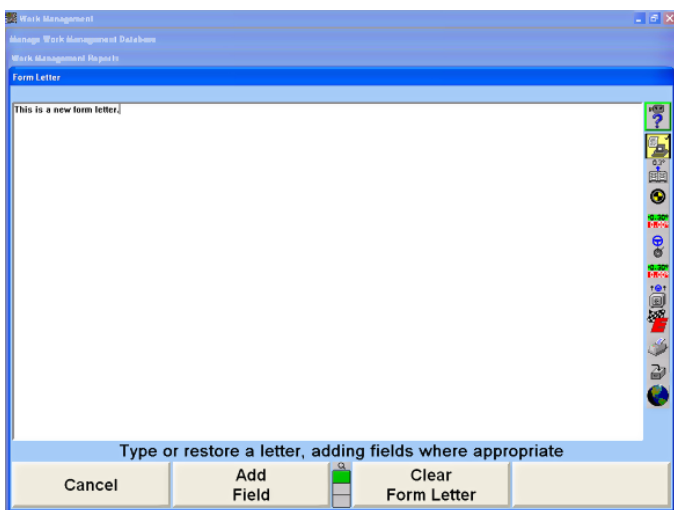 Work Management
Manage Work Management Database
Work Management Reports
Form Letter
This is a new form letter.
Type or restore a letter, adding fields where appropriate
Cancel
Add
Field
Clear
Form Letter